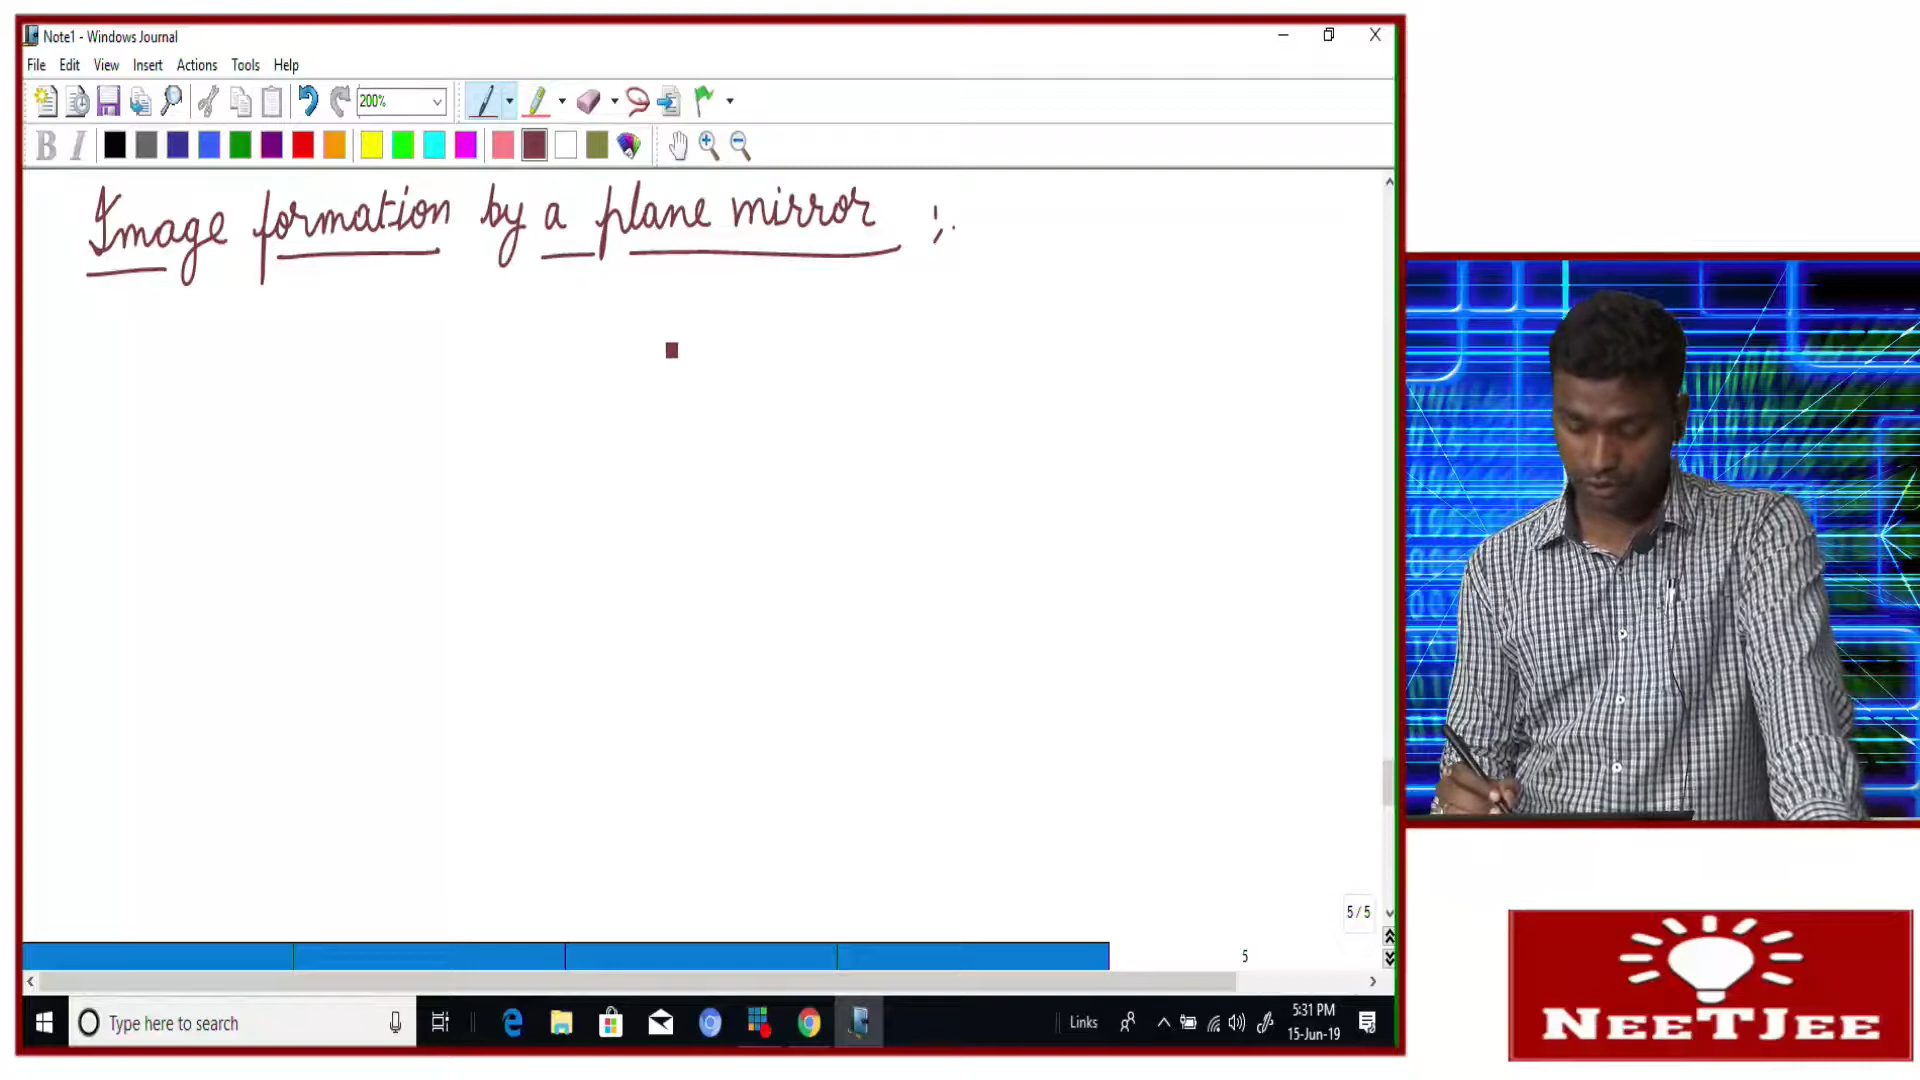 Note1 - Windows Journal
File Edit View Insert Actions Tools Help
200%
B I
Image formation by a plane mirror :-
5 / 5
5
Type here to search
Links
5:31 PM
15-Jun-19
NEETJEE